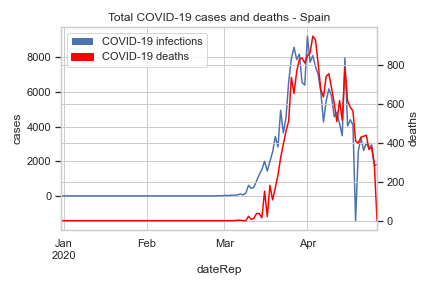 Total COVID-19 cases and deaths - Spain
COVID-19 infections
COVID-19 deaths
8000
6000
4000
2000
0
cases
800
600
400
200
0
deaths
Jan
2020
Feb
Mar
Apr
dateRep